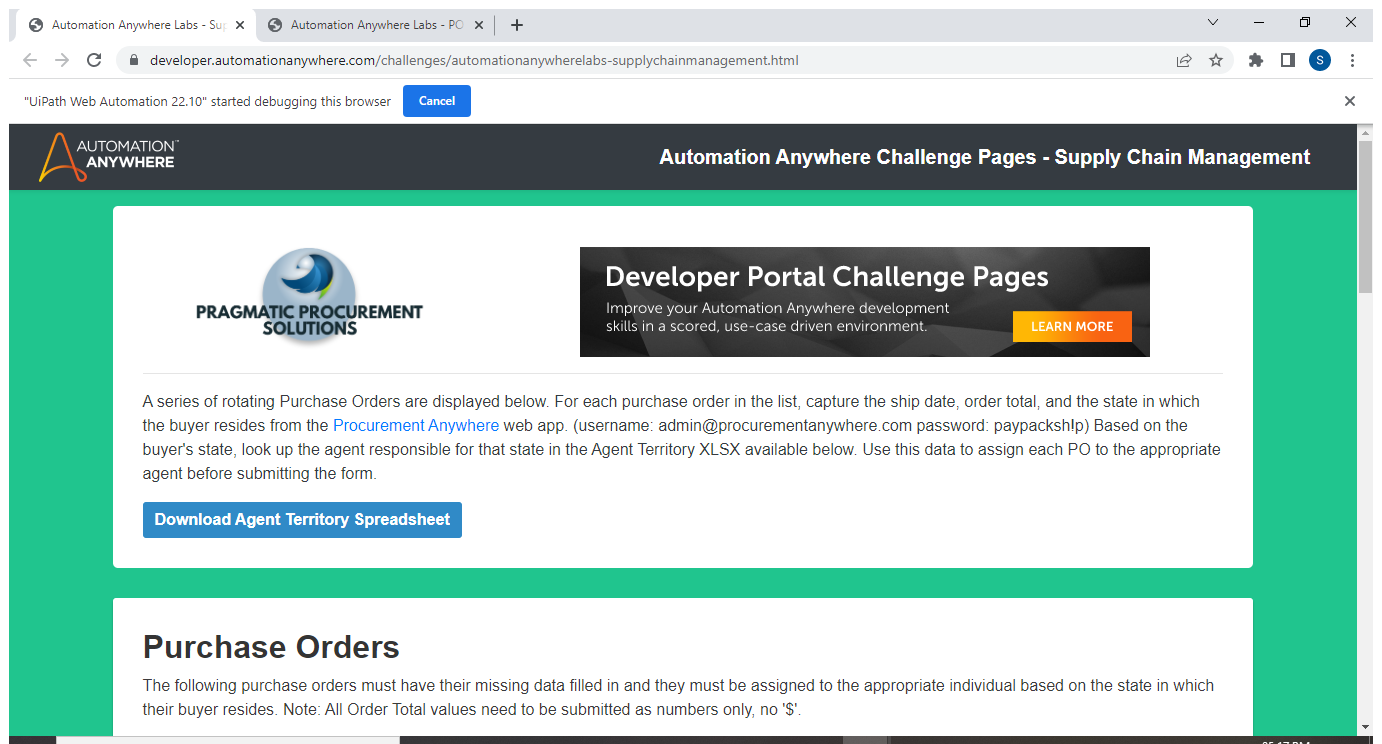 Automation Anywhere Labs - Sup
Automation Anywhere Labs - PO
developer.automationanywhere.com/challenges/automationanywherelabs-supplychainmanagement.html
S
"UiPath Web Automation 22.10" started debugging this browser
Cancel
AUTOMATION
ANYWHERE
Automation Anywhere Challenge Pages - Supply Chain Management
PRAGMATIC PROCUREMENT
SOLUTIONS
Developer Portal Challenge Pages
Improve your Automation Anywhere development
skills in a scored, use-case driven environment.
LEARN MORE
A series of rotating Purchase Orders are displayed below. For each purchase order in the list, capture the ship date, order total, and the state in which
the buyer resides from the Procurement Anywhere web app. (username: admin@procurementanywhere.com password: paypacksh!p) Based on the
buyer's state, look up the agent responsible for that state in the Agent Territory XLSX available below. Use this data to assign each PO to the appropriate
agent before submitting the form.
Download Agent Territory Spreadsheet
Purchase Orders
The following purchase orders must have their missing data filled in and they must be assigned to the appropriate individual based on the state in which
their buyer resides. Note: All Order Total values need to be submitted as numbers only, no '$'.